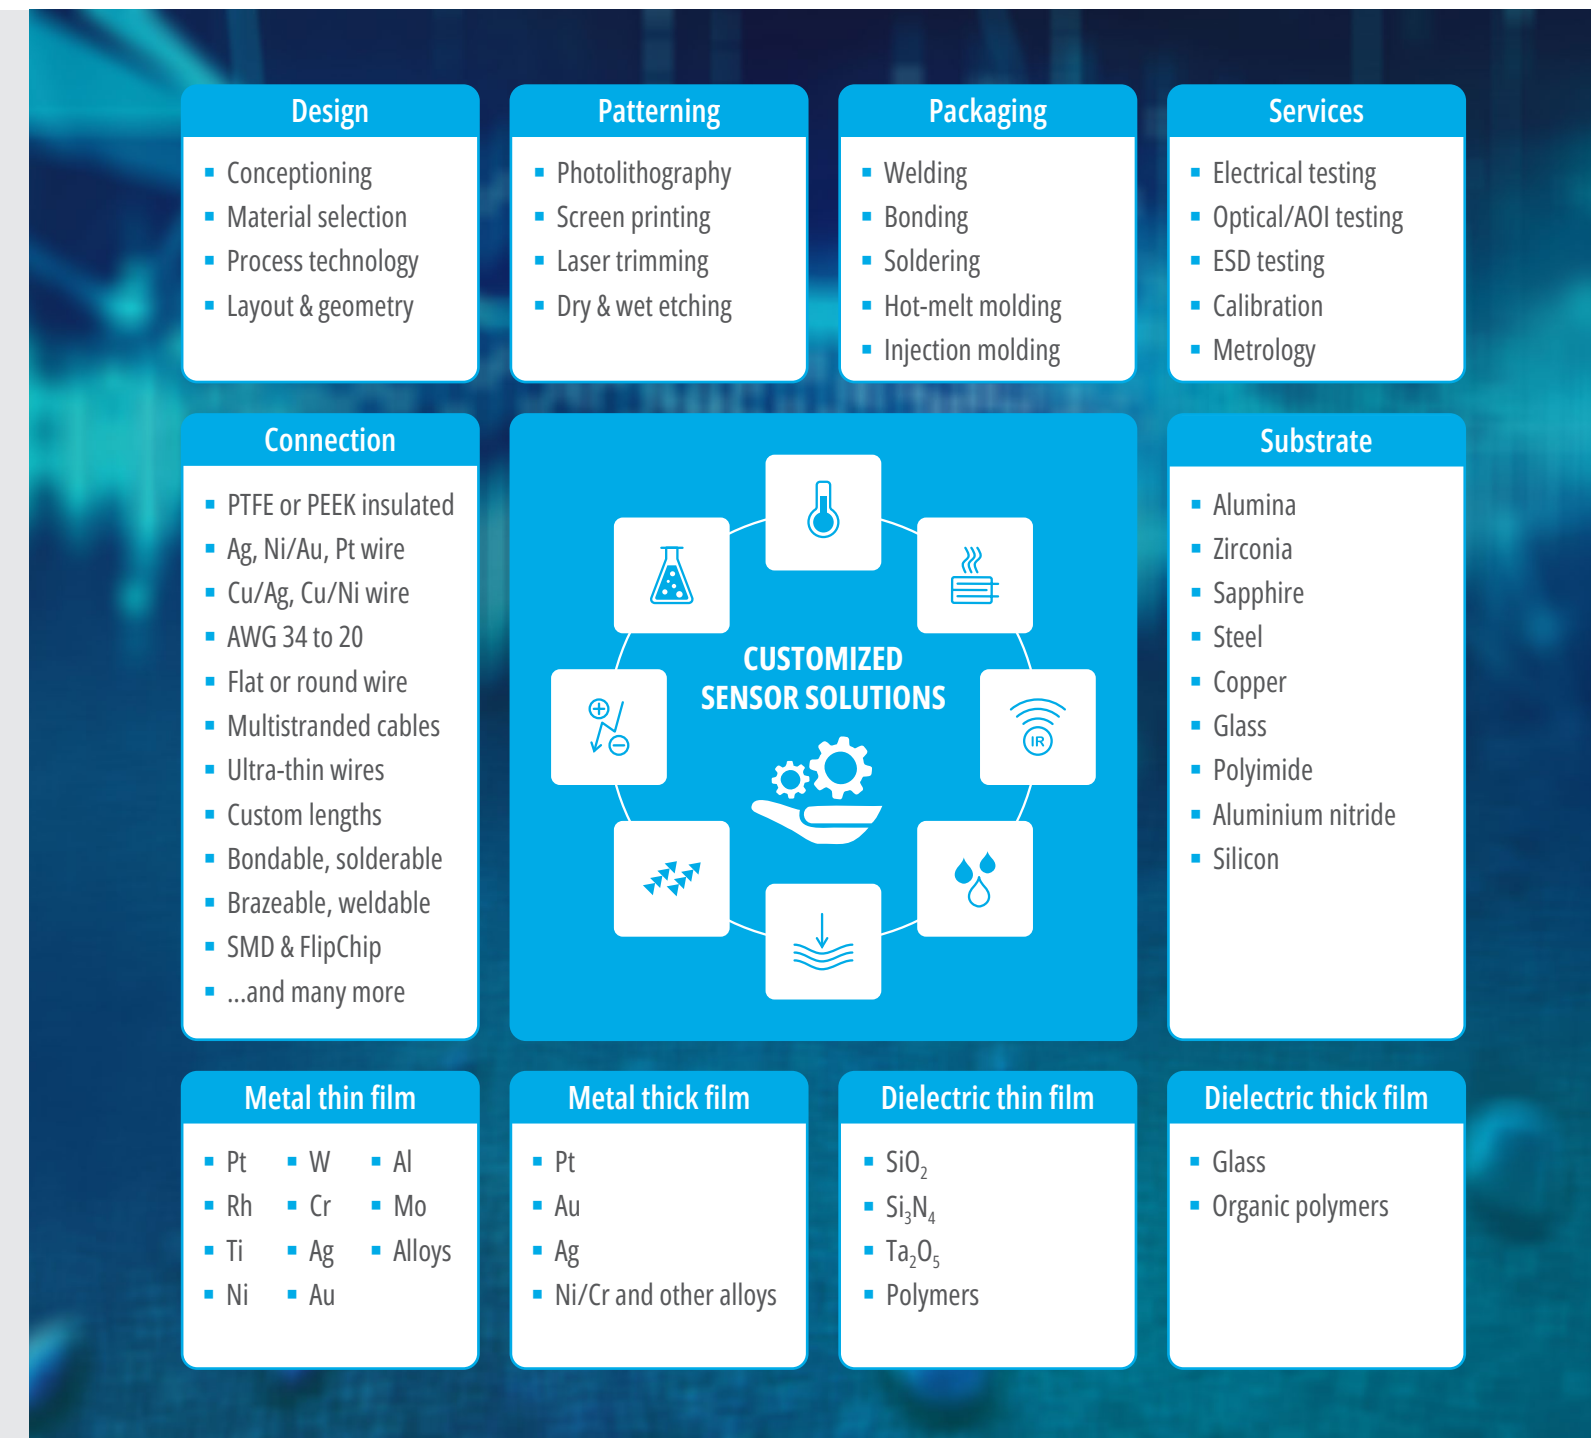 Design
Conceptioning
Material selection
Process technology
Layout & geometry
Patterning
Photolithography
Screen printing
Laser trimming
Dry & wet etching
Packaging
Welding
Bonding
Soldering
Hot-melt molding
Injection molding
Services
Electrical testing
Optical/AOI testing
ESD testing
Calibration
Metrology
Connection
PTFE or PEEK insulated
Ag, Ni/Au, Pt wire
Cu/Ag, Cu/Ni wire
AWG 34 to 20
Flat or round wire
Multistranded cables
Ultra-thin wires
Custom lengths
Bondable, solderable
Brazeable, weldable
SMD & FlipChip
...and many more
CUSTOMIZED
SENSOR SOLUTIONS
IR
Substrate
Alumina
Zirconia
Sapphire
Steel
Copper
Glass
Polyimide
Aluminium nitride
Silicon
Metal thin film
Pt W Al
Rh Cr Mo
Ti Ag Alloys
Ni Au
Metal thick film
Pt
Au
Ag
Ni/Cr and other alloys
Dielectric thin film
SiO₂
Si₃N₄
Ta₂O₅
Polymers
Dielectric thick film
Glass
Organic polymers